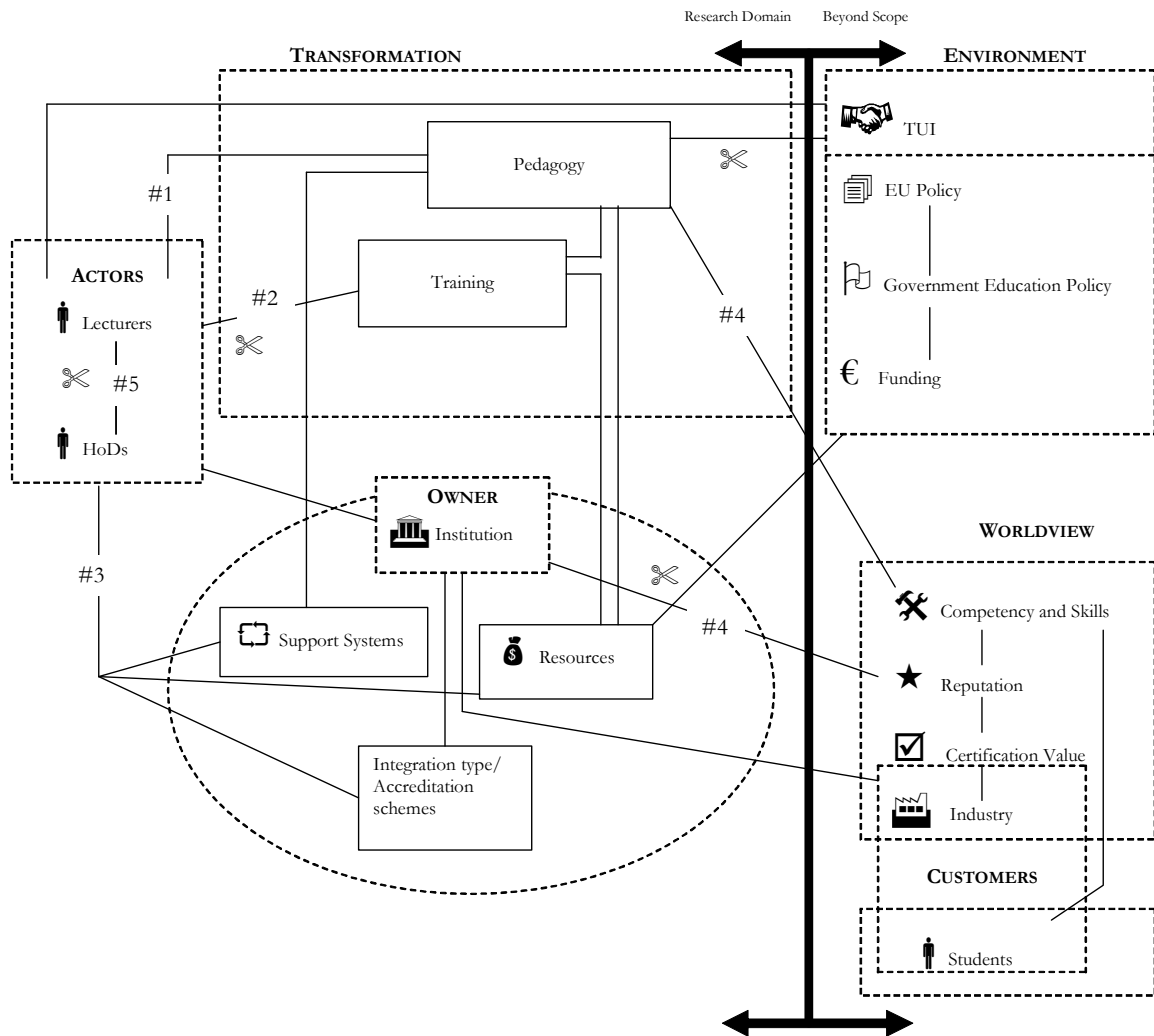 Research Domain
Beyond Scope
TRANSFORMATION
ENVIRONMENT
TUI
Pedagogy
#1
EU Policy
ACTORS
Training
Government Education Policy
#2
Lecturers
#4
€ Funding
#5
HoDs
OWNER
Institution
WORLDVIEW
#3
Competency and Skills
Support Systems
#4
$
Resources
Reputation
Certification Value
Integration type/
Accreditation
schemes
Industry
CUSTOMERS
Students